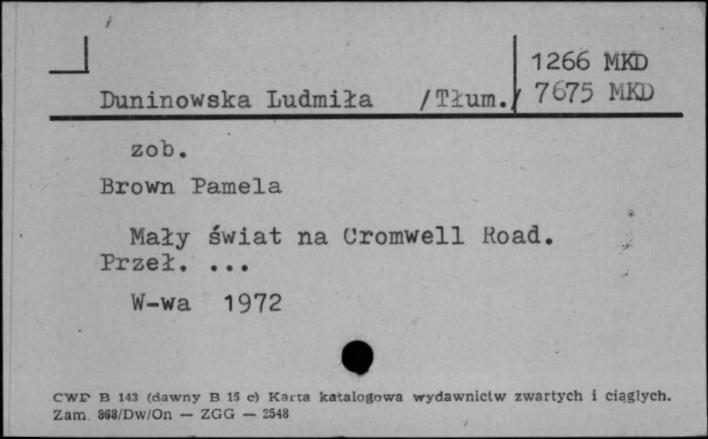 1266 MKD
Duninowska Ludmiła /Tłum./ 7675 MKD
zob.
Brown Pamela
Mały świat na Cromwell Road.
Przeł. ...
W-wa 1972
CWD B 143 (dawny B 15 c) Karta katalogowa wydawnictw zwartych i ciągłych.
Zam. 868/Dw/On — ZGG — 2548